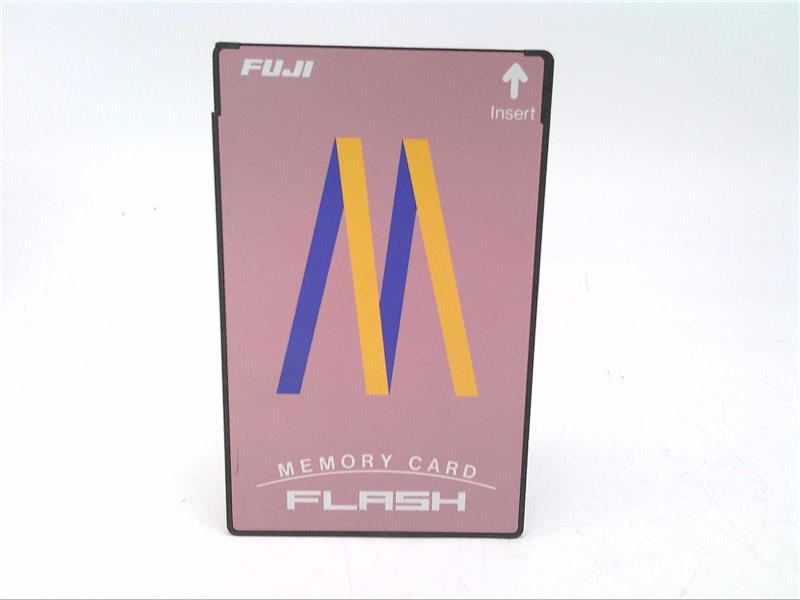 FUJI
Insert
MEMORY CARD
FLASH